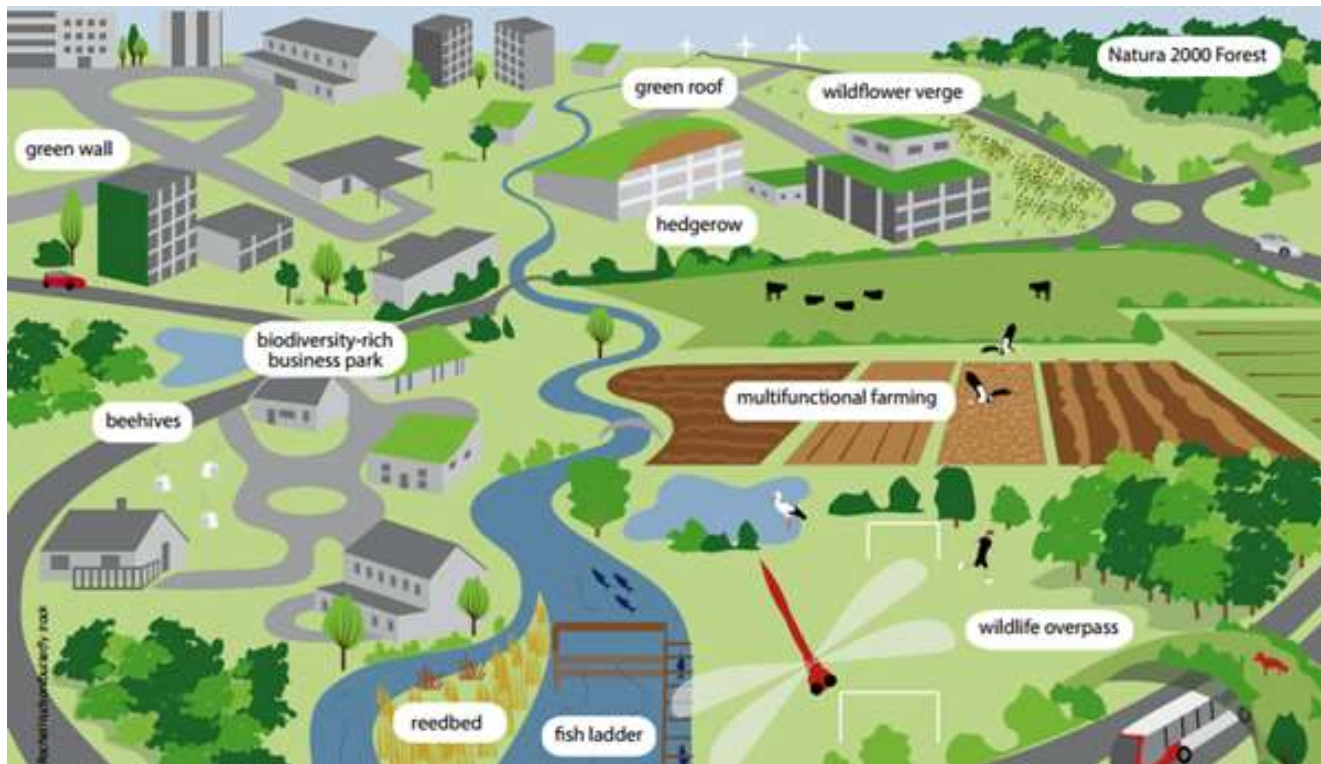 Natura 2000 Forest
green roof
wildflower verge
green wall
hedgerow
biodiversity-rich
business park
multifunctional farming
beehives
wildlife overpass
reedbed
fish ladder